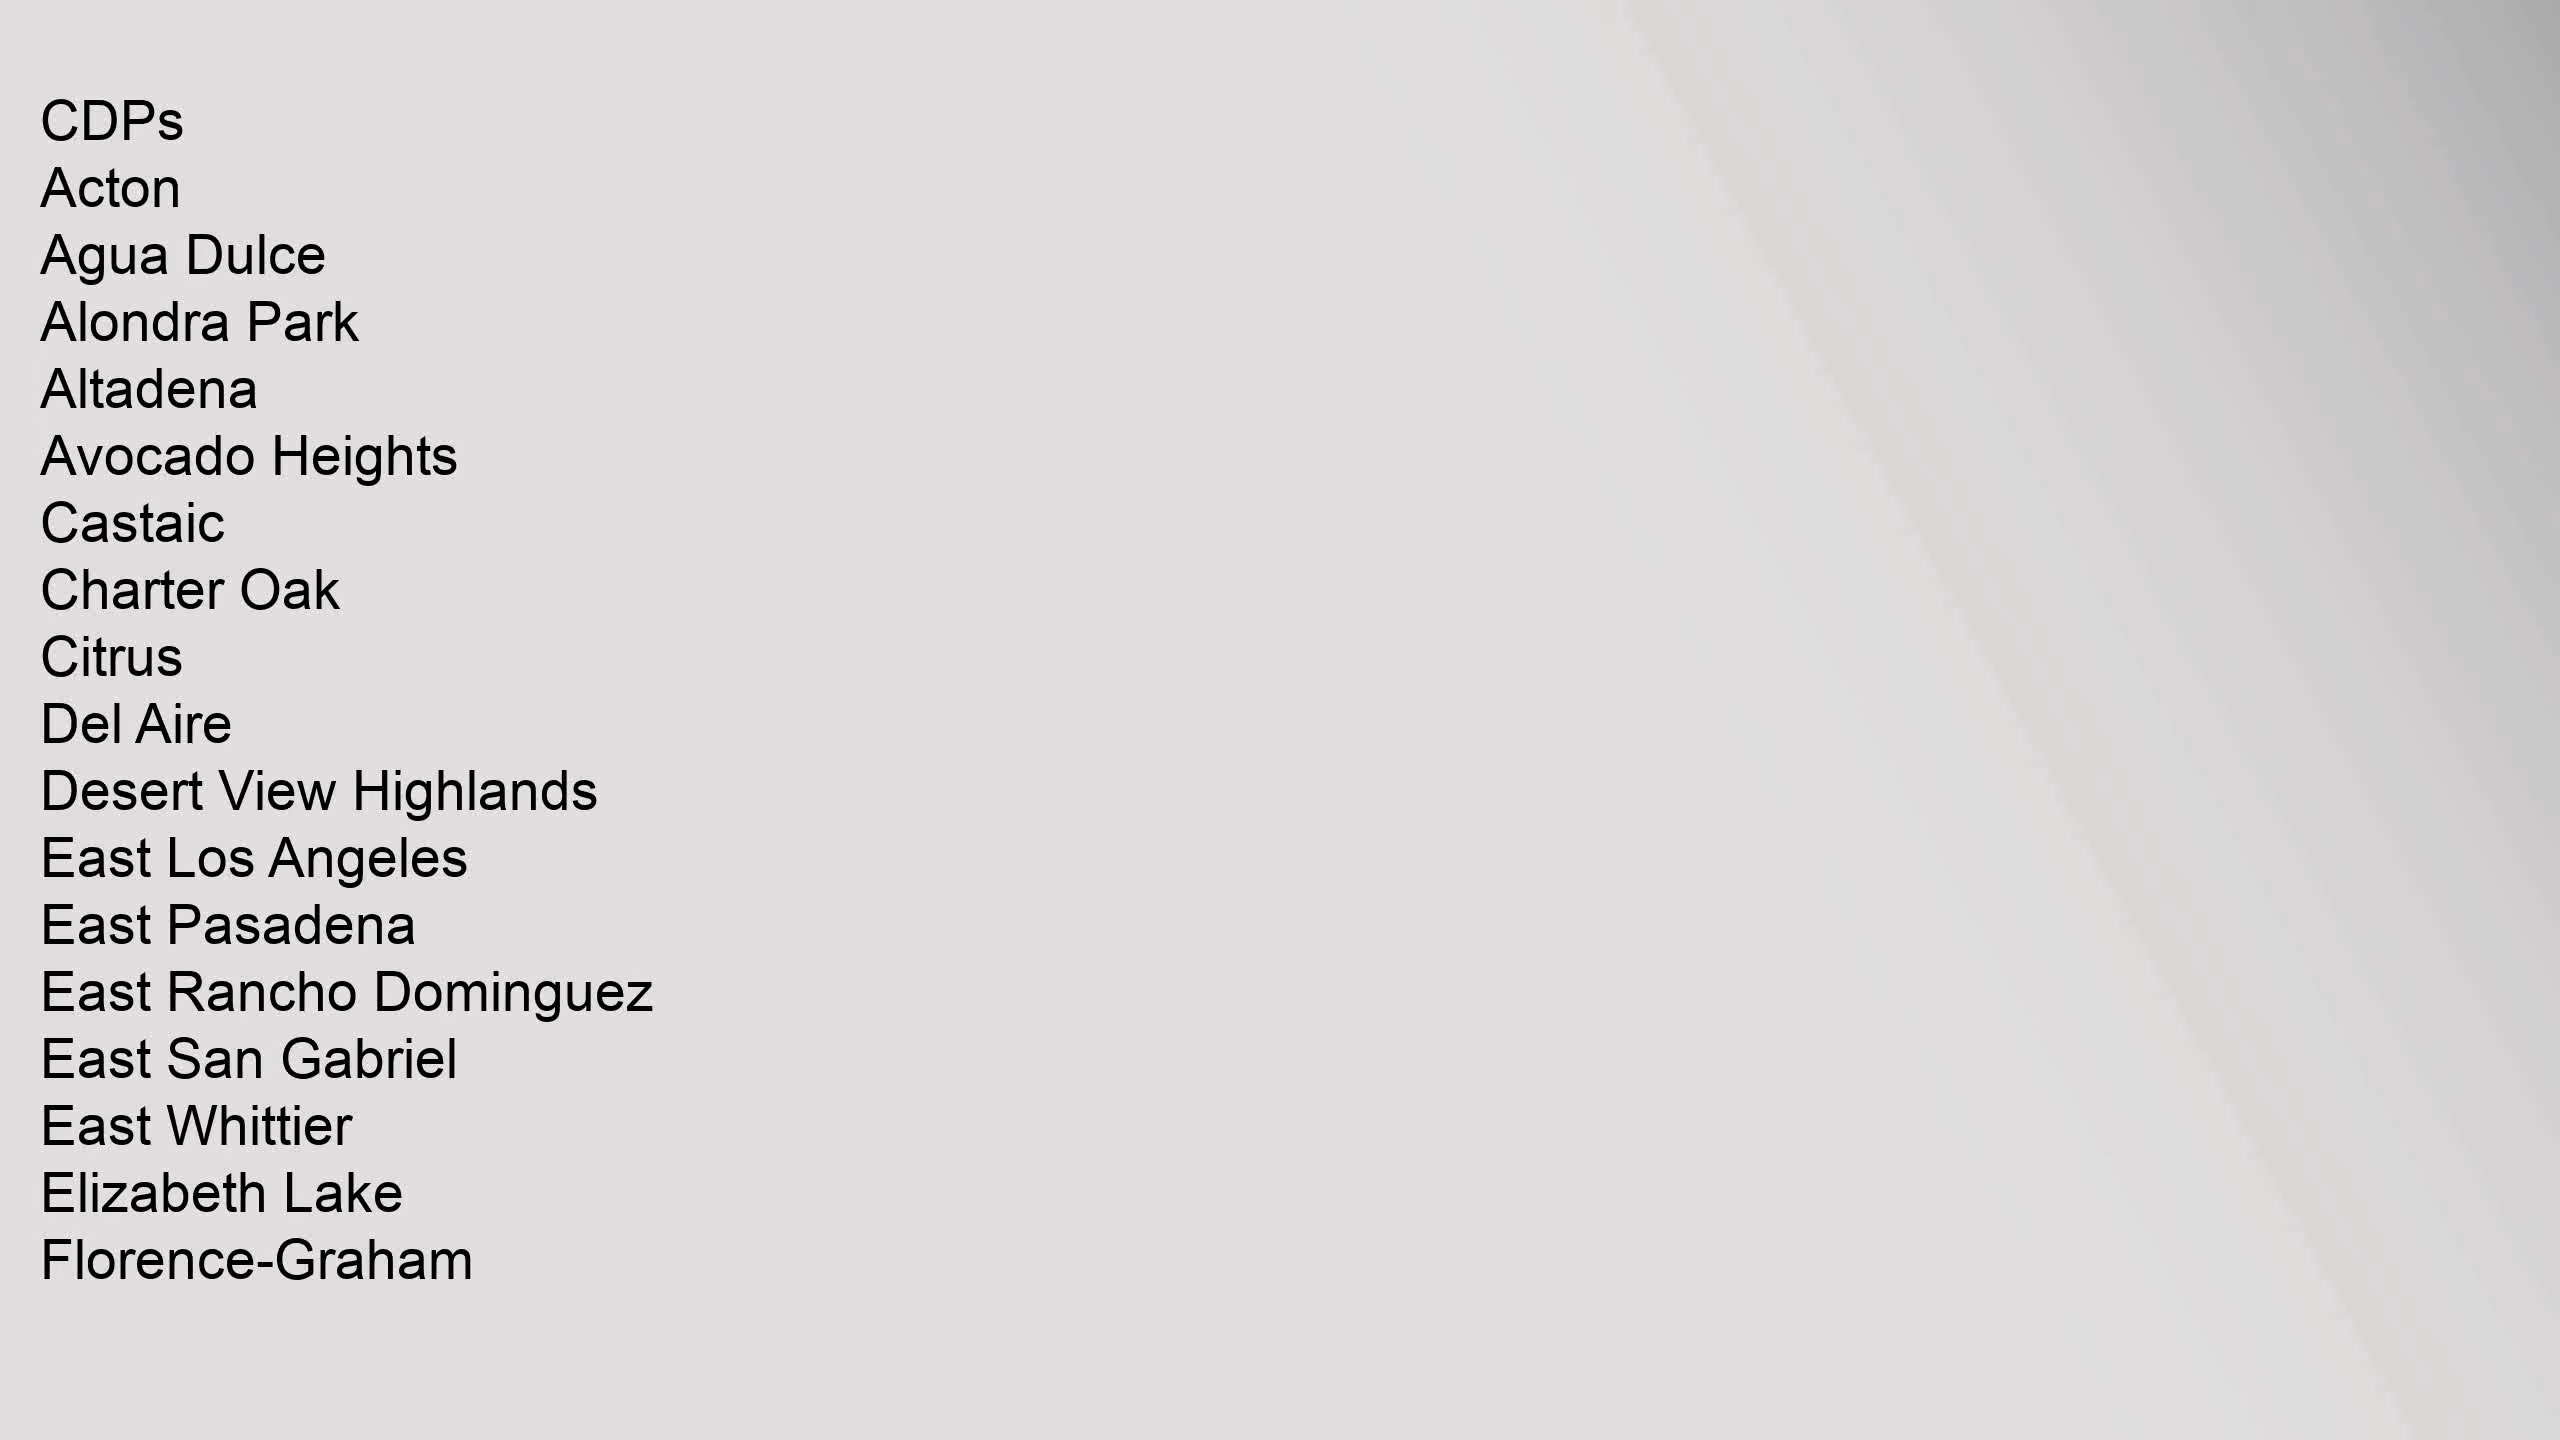 CDPs
Acton
Agua Dulce
Alondra Park
Altadena
Avocado Heights
Castaic
Charter Oak
Citrus
Del Aire
Desert View Highlands
East Los Angeles
East Pasadena
East Rancho Dominguez
East San Gabriel
East Whittier
Elizabeth Lake
Florence-Graham